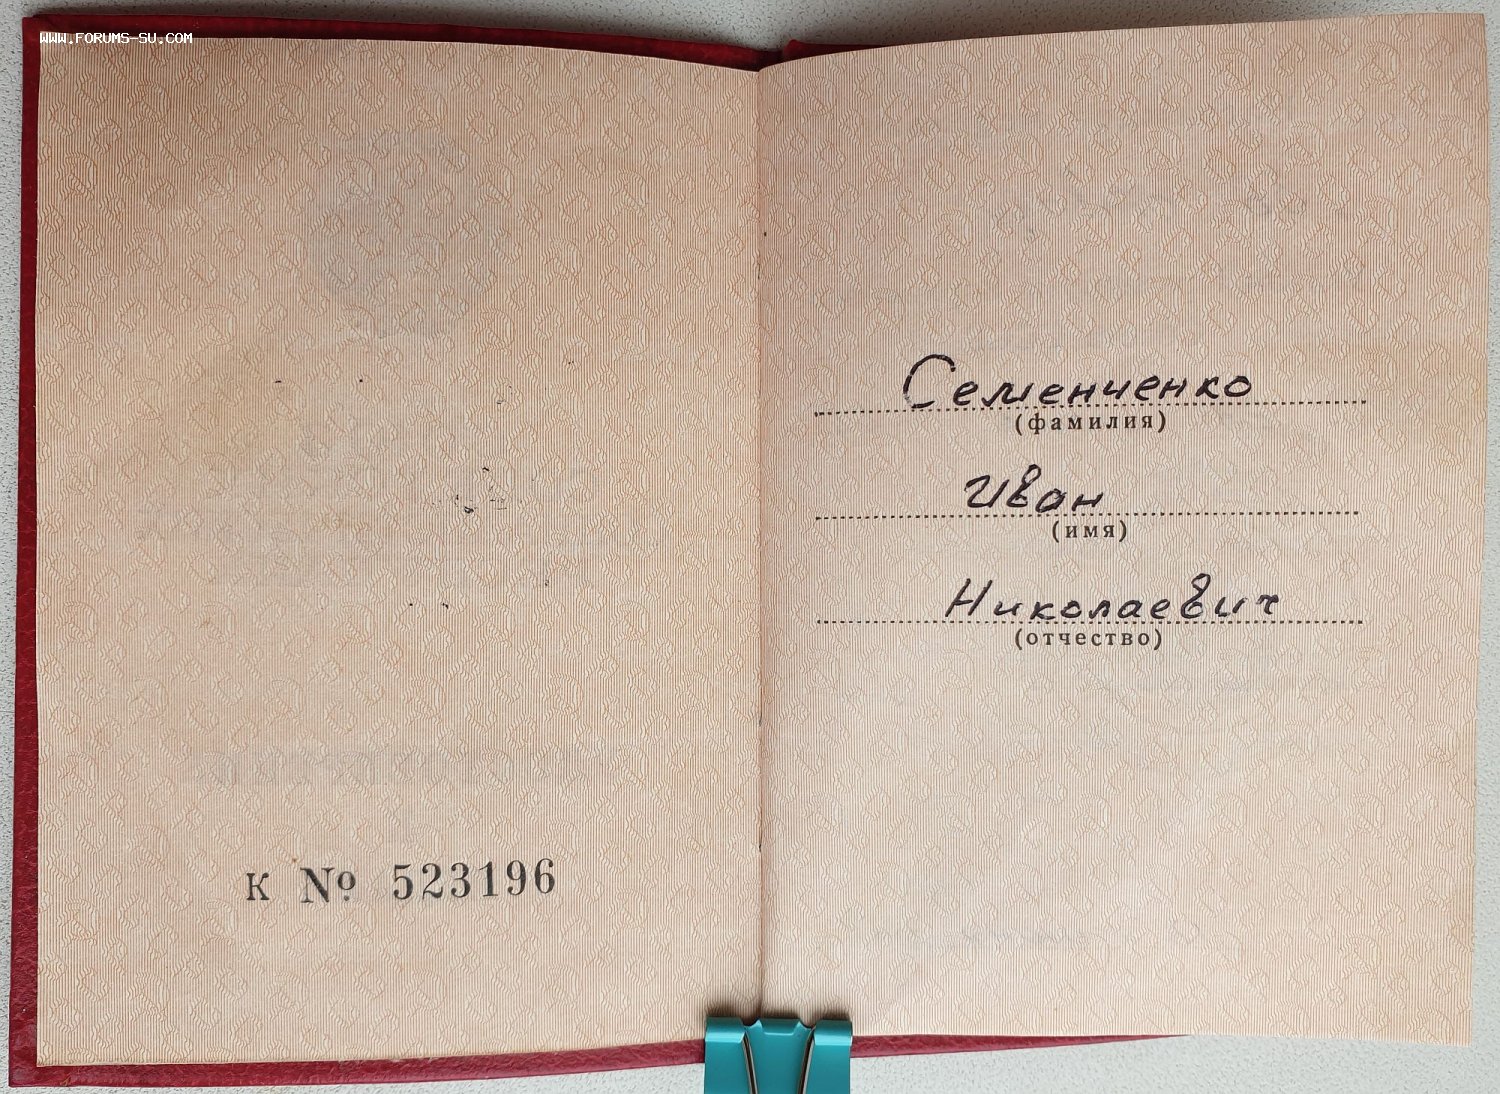 WWW.FORUMS-SU.COM
К № 523196
Семенченко
(фамилия)
Иван
(имя)
Николаевич
(отчество)